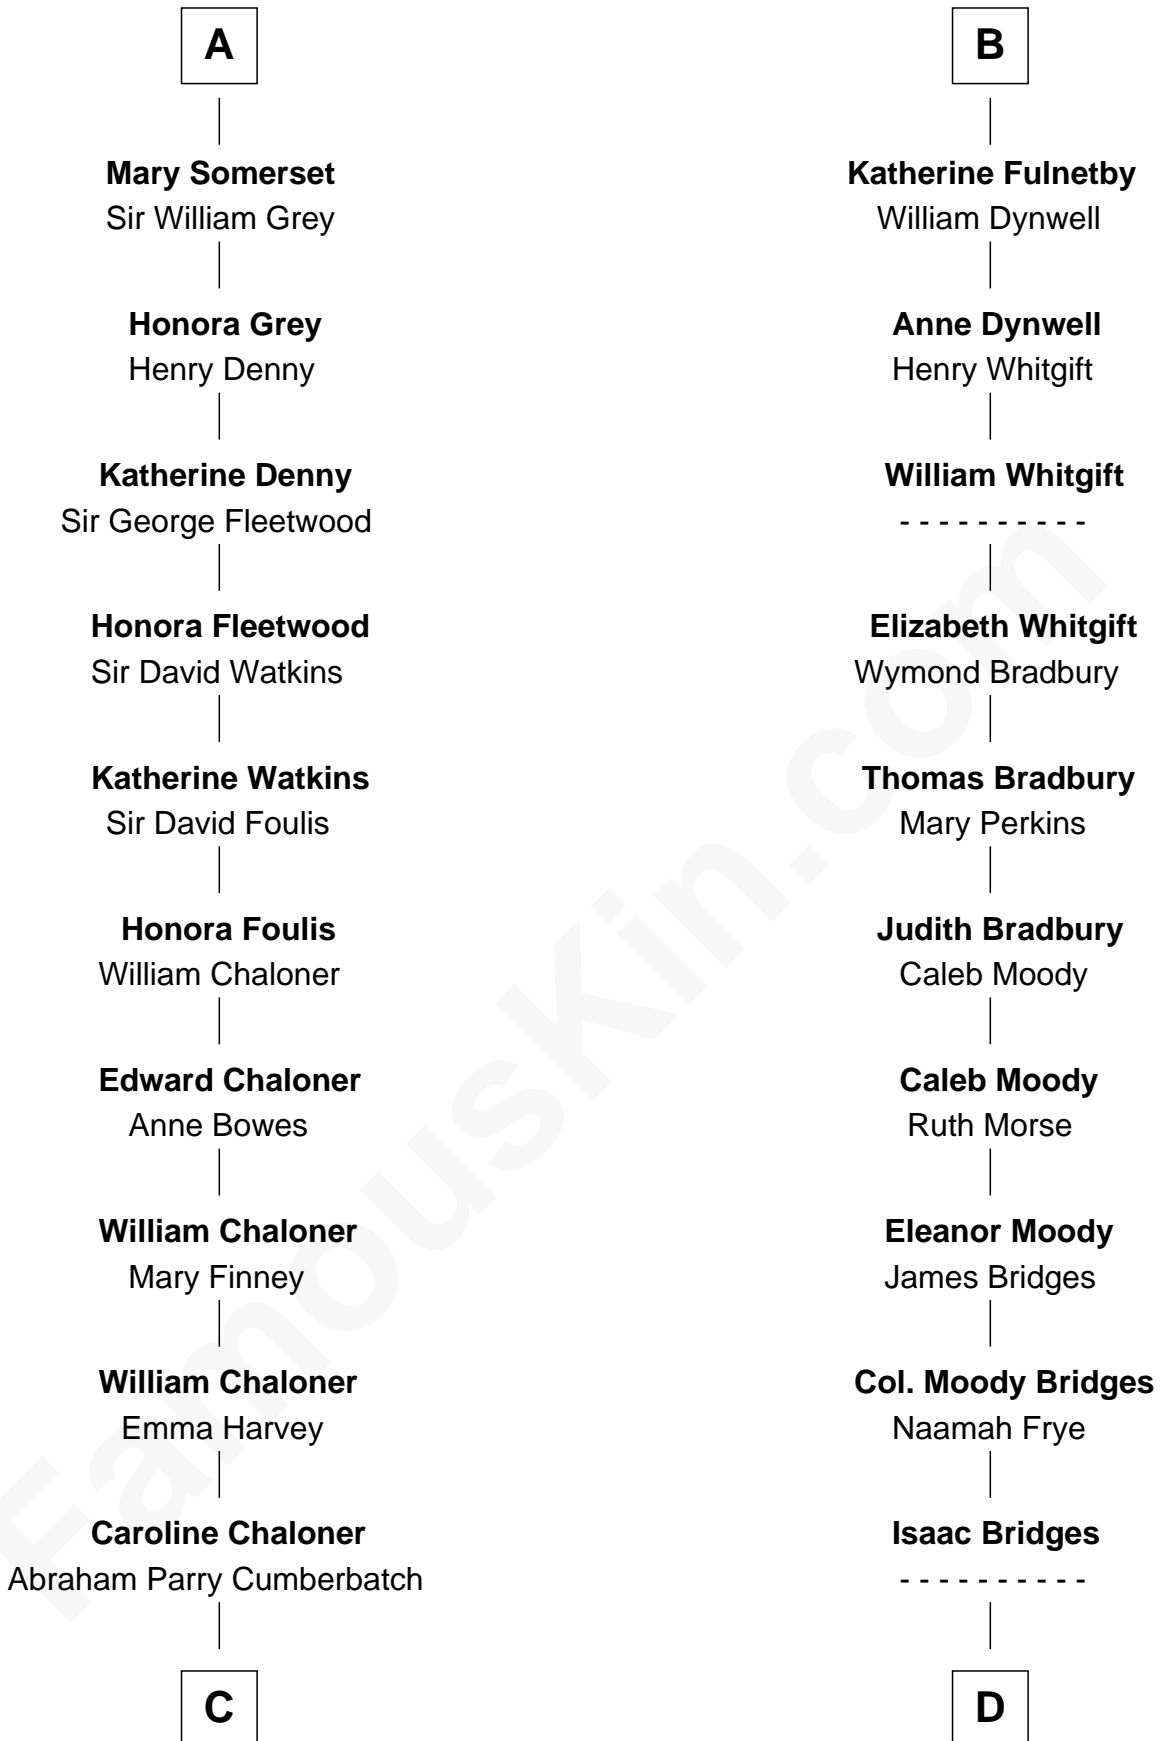 A
Mary Somerset
Sir William Grey
Honora Grey
Henry Denny
Katherine Denny
Sir George Fleetwood
Honora Fleetwood
Sir David Watkins
Katherine Watkins
Sir David Foulis
Honora Foulis
William Chaloner
Edward Chaloner
Anne Bowes
William Chaloner
Mary Finney
William Chaloner
Emma Harvey
Caroline Chaloner
Abraham Parry Cumberbatch
C
B
Katherine Fulnetby
William Dynwell
Anne Dynwell
Henry Whitgift
William Whitgift
- - - - - - - - - -
Elizabeth Whitgift
Wymond Bradbury
Thomas Bradbury
Mary Perkins
Judith Bradbury
Caleb Moody
Caleb Moody
Ruth Morse
Eleanor Moody
James Bridges
Col. Moody Bridges
Naamah Frye
Isaac Bridges
- - - - - - - - - -
D
FamousKin.com